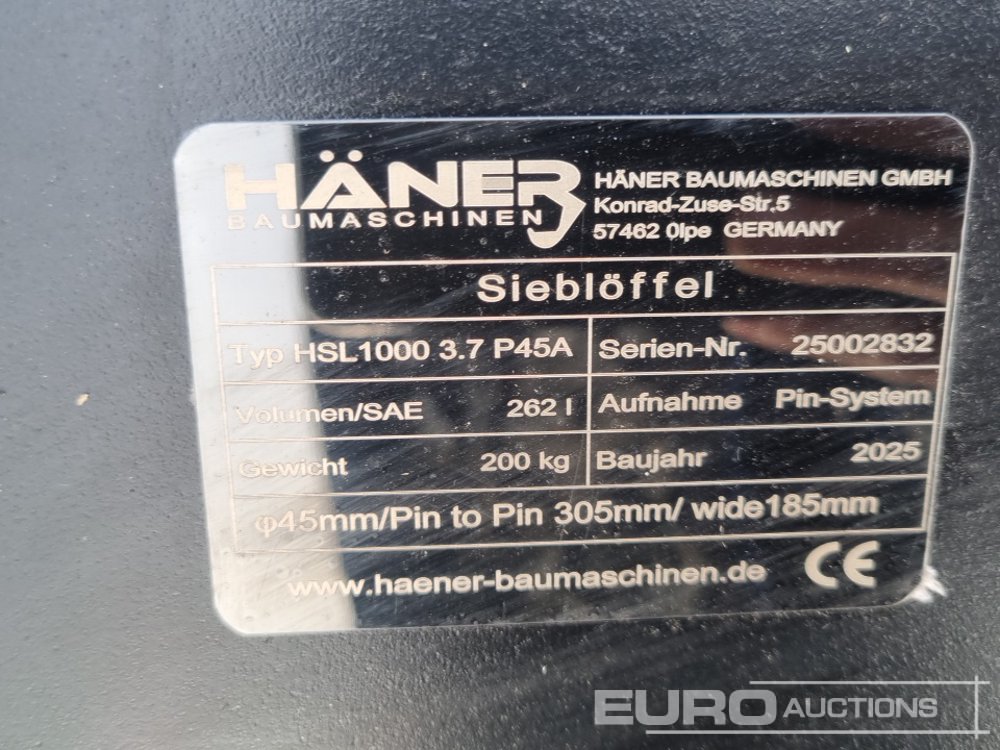 HÄNER
BAUMASCHINEN
HÄNER BAUMASCHINEN GMBH
Konrad-Zuse-Str.5
57462 Olpe GERMANY
Sieblöffel
Typ HSL1000 3.7 P45A
Serien-Nr. 25002832
Volumen/SAE 262 l
Aufnahme Pin-System
Gewicht 200 kg
Baujahr 2025
φ45mm/Pin to Pin 305mm/ wide185mm
www.haener-baumaschinen.de CE
EURO AUCTIONS